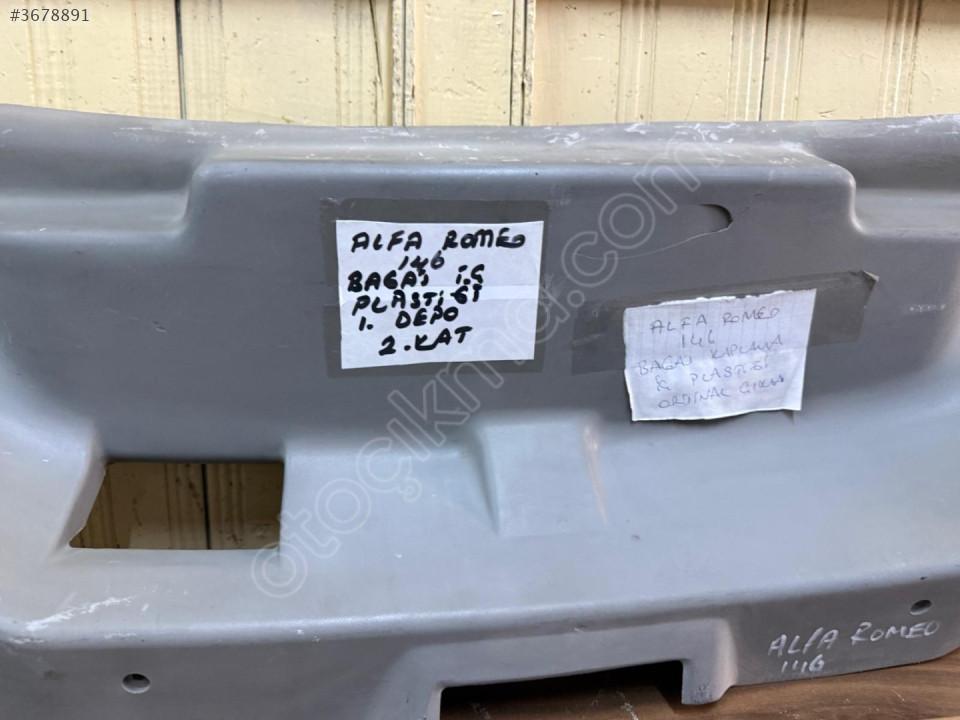 #3678891
ALFA ROMEO
146
BAGAJ İÇ
PLASTİĞİ
1. DEPO
2. KAT
ALFA ROMEO
146
BAGAJ KAPLAMA
& PLASTİĞİ
ORJİNAL ÇIKMA
otoçıkma.com
ALFA ROMEO
146